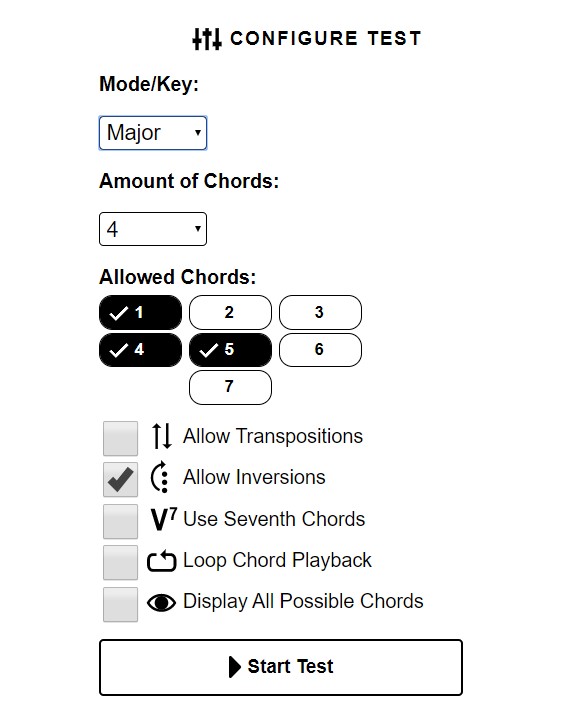 CONFIGURE TEST
Mode/Key:
Major
Amount of Chords:
4
Allowed Chords:
1 2 3
4 5 6
7
Allow Transpositions
Allow Inversions
V7 Use Seventh Chords
Loop Chord Playback
Display All Possible Chords
Start Test